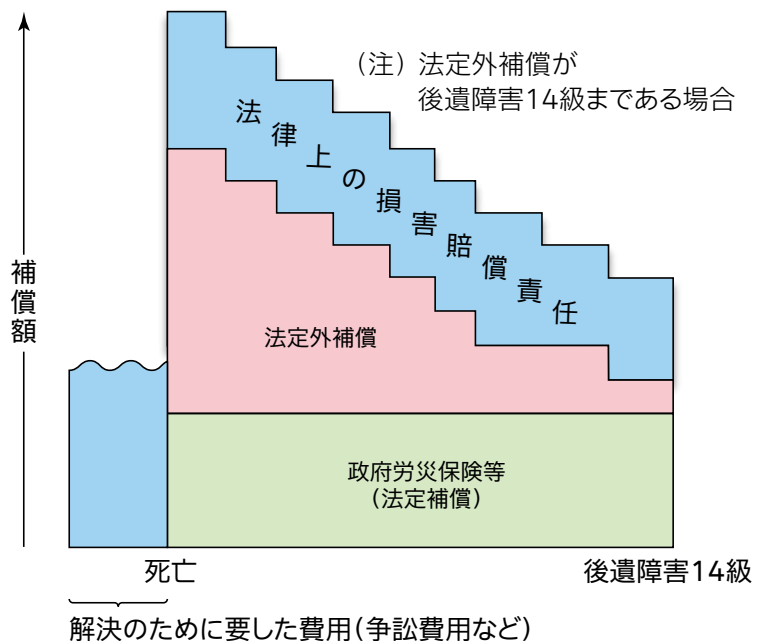 (注) 法定外補償が
後遺障害14級まである場合
法律上の損害賠償責任
補償額
法定外補償
政府労災保険等
(法定補償)
死亡
後遺障害14級
解決のために要した費用(争訟費用など)